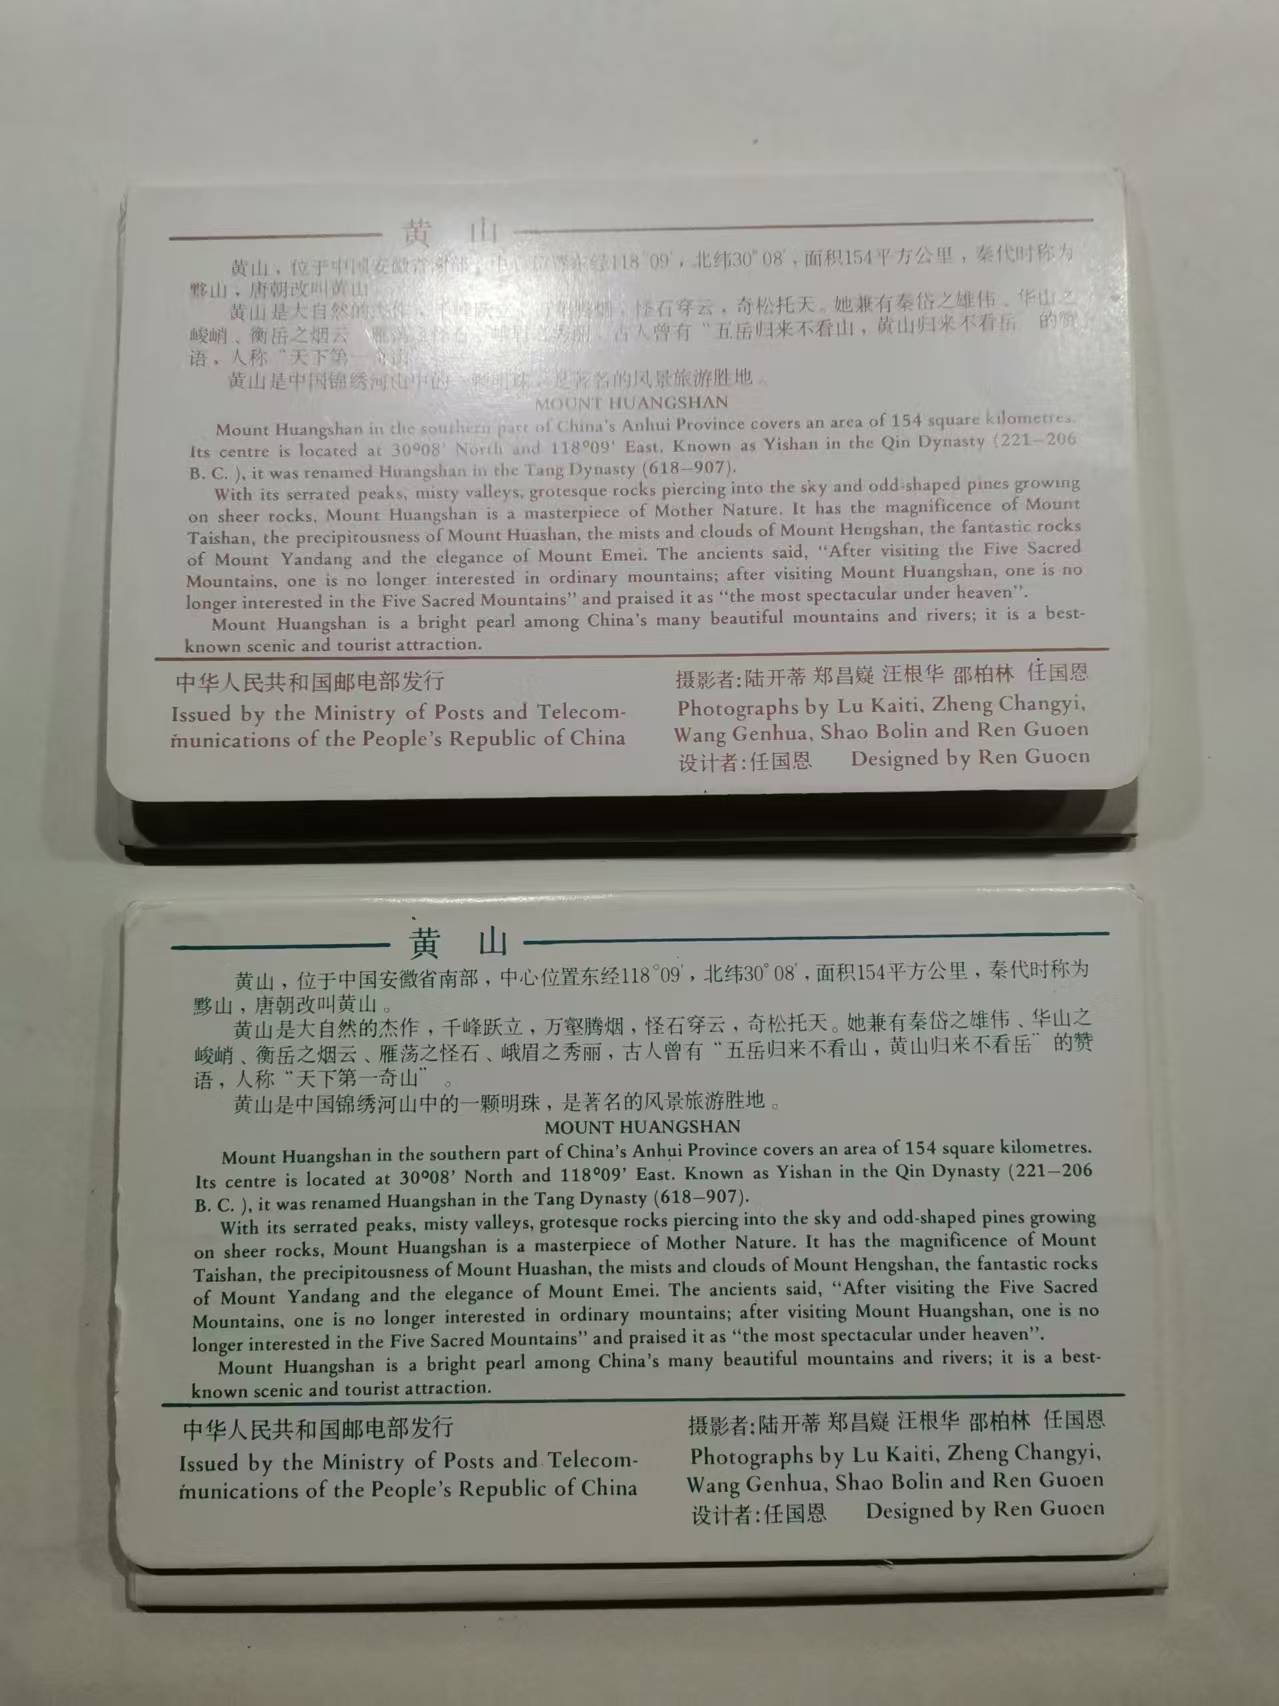 黄 山
黄山，位于中国安徽省南部，中心位置东经118°09′，北纬30°08′，面积154平方公里，秦代时称为
黟山，唐朝改叫黄山
黄山是大自然的杰作，千峰跃立，万壑腾烟，怪石穿云，奇松托天。她兼有秦岱之雄伟、华山之
峻峭、衡岳之烟云、雁荡之怪石、峨眉之秀丽，古人曾有“五岳归来不看山，黄山归来不看岳”的赞
语，人称“天下第一奇山
黄山是中国锦绣河山中的一颗明珠，是著名的风景旅游胜地。
MOUNT HUANGSHAN
Mount Huangshan in the southern part of China's Anhui Province covers an area of 154 square kilometres.
Its centre is located at 30°08' North and 118°09' East. Known as Yishan in the Qin Dynasty (221—206
B. C. ), it was renamed Huangshan in the Tang Dynasty (618—907).
With its serrated peaks, misty valleys, grotesque rocks piercing into the sky and odd-shaped pines growing
on sheer rocks, Mount Huangshan is a masterpiece of Mother Nature. It has the magnificence of Mount
Taishan, the precipitousness of Mount Huashan, the mists and clouds of Mount Hengshan, the fantastic rocks
of Mount Yandang and the elegance of Mount Emei. The ancients said, “After visiting the Five Sacred
Mountains, one is no longer interested in ordinary mountains; after visiting Mount Huangshan, one is no
longer interested in the Five Sacred Mountains” and praised it as “the most spectacular under heaven”.
Mount Huangshan is a bright pearl among China's many beautiful mountains and rivers; it is a best-
known scenic and tourist attraction.
中华人民共和国邮电部发行
Issued by the Ministry of Posts and Telecom-
munications of the People's Republic of China
摄影者:陆开蒂 郑昌嶷 汪根华 邵柏林 任国恩
Photographs by Lu Kaiti, Zheng Changyi,
Wang Genhua, Shao Bolin and Ren Guoen
设计者:任国恩 Designed by Ren Guoen
黄 山
黄山，位于中国安徽省南部，中心位置东经118°09′，北纬30°08′，面积154平方公里，秦代时称为
黟山，唐朝改叫黄山。
黄山是大自然的杰作，千峰跃立，万壑腾烟，怪石穿云，奇松托天。她兼有秦岱之雄伟、华山之
峻峭、衡岳之烟云、雁荡之怪石、峨眉之秀丽，古人曾有“五岳归来不看山，黄山归来不看岳”的赞
语，人称“天下第一奇山”。
黄山是中国锦绣河山中的一颗明珠，是著名的风景旅游胜地。
MOUNT HUANGSHAN
Mount Huangshan in the southern part of China's Anhui Province covers an area of 154 square kilometres.
Its centre is located at 30°08' North and 118°09' East. Known as Yishan in the Qin Dynasty (221—206
B. C. ), it was renamed Huangshan in the Tang Dynasty (618—907).
With its serrated peaks, misty valleys, grotesque rocks piercing into the sky and odd-shaped pines growing
on sheer rocks, Mount Huangshan is a masterpiece of Mother Nature. It has the magnificence of Mount
Taishan, the precipitousness of Mount Huashan, the mists and clouds of Mount Hengshan, the fantastic rocks
of Mount Yandang and the elegance of Mount Emei. The ancients said, “After visiting the Five Sacred
Mountains, one is no longer interested in ordinary mountains; after visiting Mount Huangshan, one is no
longer interested in the Five Sacred Mountains” and praised it as “the most spectacular under heaven”.
Mount Huangshan is a bright pearl among China's many beautiful mountains and rivers; it is a best-
known scenic and tourist attraction.
中华人民共和国邮电部发行
Issued by the Ministry of Posts and Telecom-
munications of the People's Republic of China
摄影者:陆开蒂 郑昌嶷 汪根华 邵柏林 任国恩
Photographs by Lu Kaiti, Zheng Changyi,
Wang Genhua, Shao Bolin and Ren Guoen
设计者:任国恩 Designed by Ren Guoen